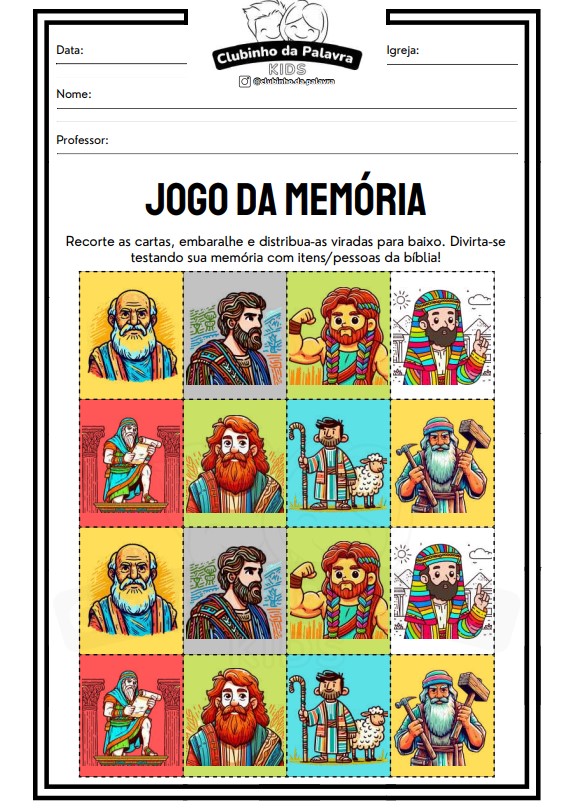 Clubinho da Palavra
KIDS
@clubinho.da.palavra
Data:
Igreja:
Nome:
Professor:
JOGO DA MEMÓRIA
Recorte as cartas, embaralhe e distribua-as viradas para baixo. Divirta-se
testando sua memória com itens/pessoas da bíblia!
KIDS